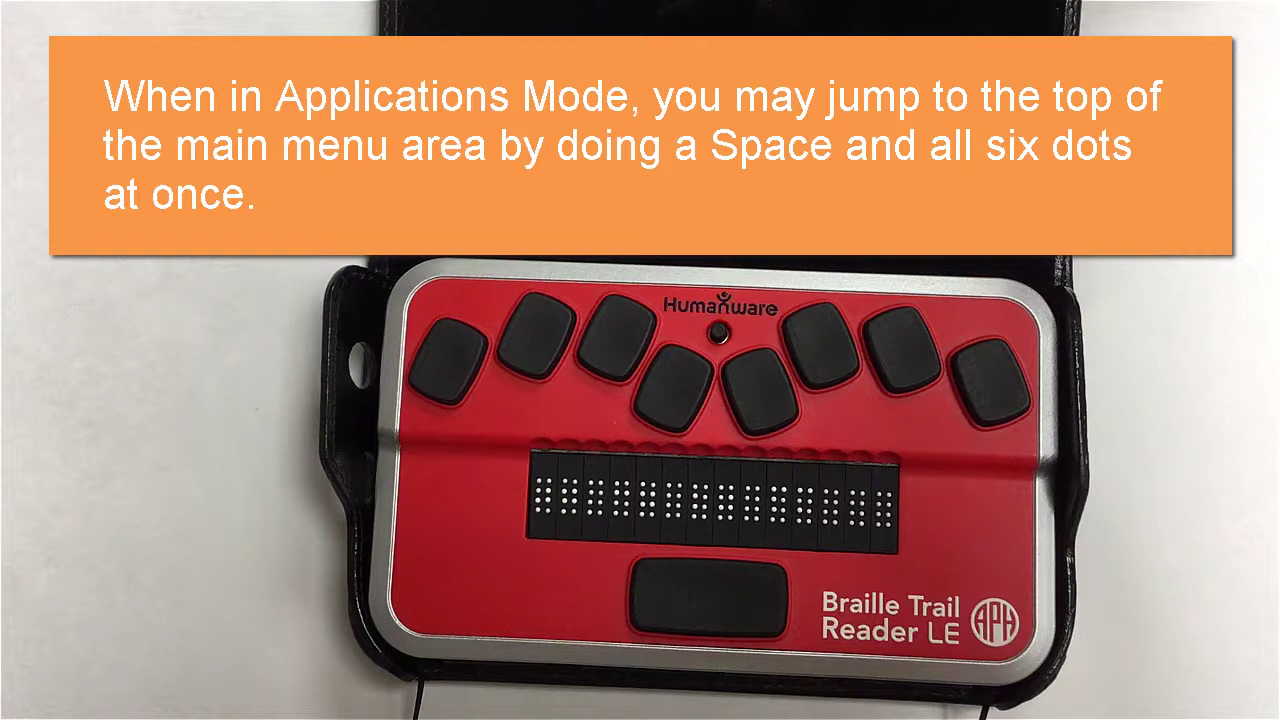 When in Applications Mode, you may jump to the top of
the main menu area by doing a Space and all six dots
at once.
Humanware
Braille Trail
Reader LE
APH